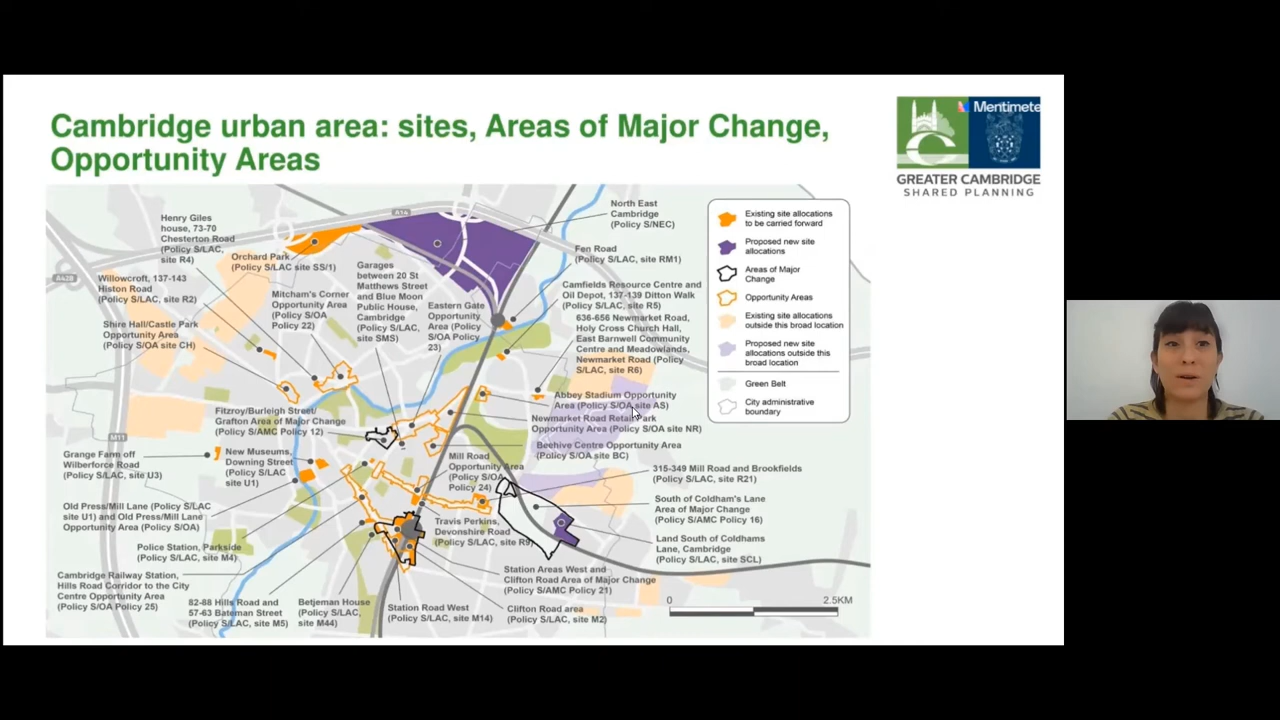 Cambridge urban area: sites, Areas of Major Change,
Opportunity Areas
Mentimete
GREATER CAMBRIDGE
SHARED PLANNING
A14
A428
M11
Henry Giles
house, 73-70
Chesterton Road
(Policy S/LAC,
site R4)
Orchard Park
(Policy S/LAC site SS/1)
Willowcroft, 137-143
Histon Road
(Policy S/LAC, site R2)
Shire Hall/Castle Park
Opportunity Area
(Policy S/OA site CH)
Mitcham's Corner
Opportunity Area
(Policy S/OA
Policy 22)
Garages
between 20 St
Matthews Street
and Blue Moon
Public House,
Cambridge
(Policy S/LAC,
site SMS)
Eastern Gate
Opportunity
Area (Policy
S/OA Policy
23)
North East
Cambridge
(Policy S/NEC)
Fen Road
(Policy S/LAC, site RM1)
Camfields Resource Centre and
Oil Depot, 137-139 Ditton Walk
(Policy S/LAC, site R5)
636-656 Newmarket Road,
Holy Cross Church Hall,
East Barnwell Community
Centre and Meadowlands,
Newmarket Road (Policy
S/LAC, site R6)
Abbey Stadium Opportunity
Area (Policy S/OA site AS)
Newmarket Road Retail Park
Opportunity Area (Policy S/OA site NR)
Beehive Centre Opportunity Area
(Policy S/OA site BC)
Fitzroy/Burleigh Street/
Grafton Area of Major Change
(Policy S/AMC Policy 12)
Grange Farm off
Wilberforce Road
(Policy S/LAC, site U3)
New Museums,
Downing Street
(Policy S/LAC
site U1)
Mill Road
Opportunity Area
(Policy S/OA
Policy 24)
315-349 Mill Road and Brookfields
(Policy S/LAC, site R21)
South of Coldham's Lane
Area of Major Change
(Policy S/AMC Policy 16)
Land South of Coldhams
Lane, Cambridge
(Policy S/LAC, site SCL)
Old Press/Mill Lane (Policy S/LAC
site U1) and Old Press/Mill Lane
Opportunity Area (Policy S/OA)
Travis Perkins,
Devonshire Road
(Policy S/LAC, site R9)
Police Station, Parkside
(Policy S/LAC, site M4)
Cambridge Railway Station,
Hills Road Corridor to the City
Centre Opportunity Area
(Policy S/OA Policy 25)
82-88 Hills Road and
57-63 Bateman Street
(Policy S/LAC, site M5)
Betjeman House
(Policy S/LAC,
site M44)
Station Road West
(Policy S/LAC, site M14)
Station Areas West and
Clifton Road Area of Major Change
(Policy S/AMC Policy 21)
Clifton Road area
(Policy S/LAC, site M2)
0 2.5KM
Existing site allocations
to be carried forward
Proposed new site
allocations
Areas of Major
Change
Opportunity Areas
Existing site allocations
outside this broad location
Proposed new site
allocations outside this
broad location
Green Belt
City administrative
boundary